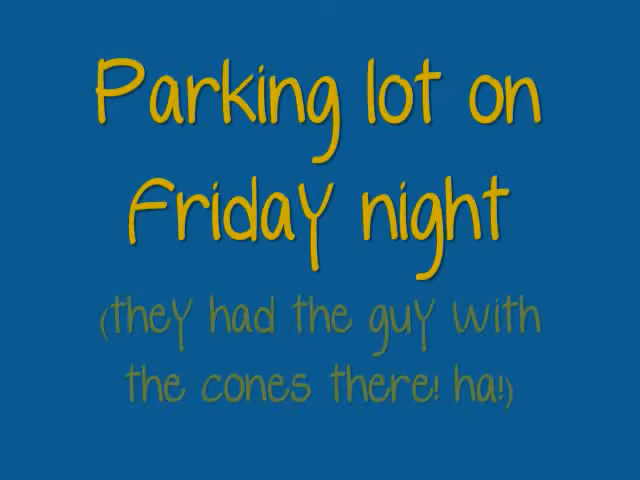 Parking lot on
Friday night
(they had the guy with
the cones there! ha!)